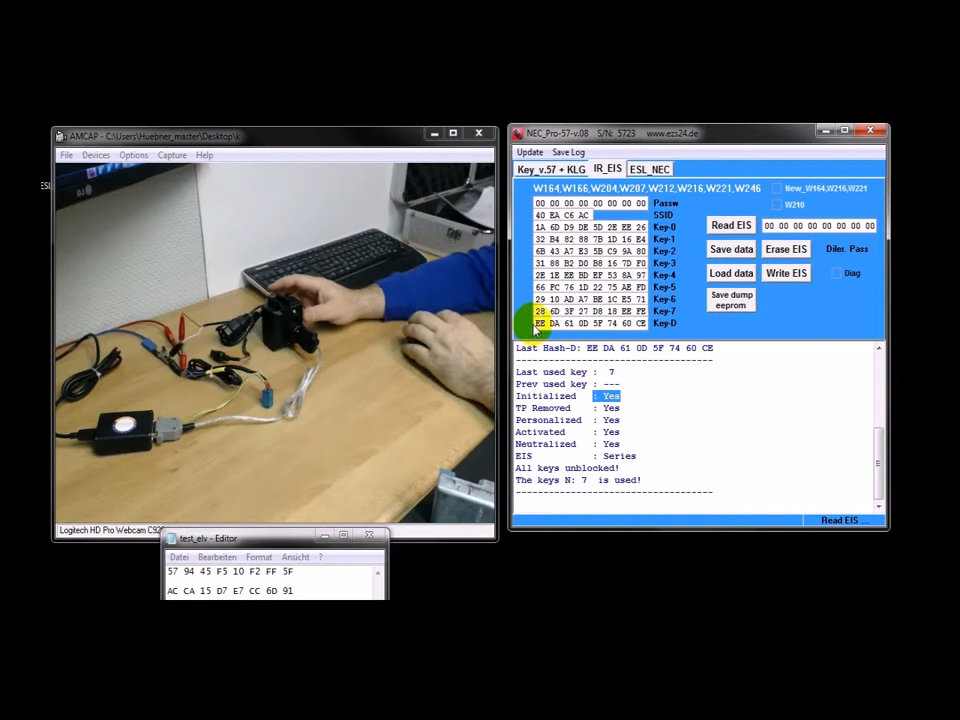 AMCAP - C:\Users\Huebner_master\Desktop\k
File Devices Options Capture Help
Logitech HD Pro Webcam C92
test_elv - Editor
Datei Bearbeiten Format Ansicht ?
57 94 45 F5 10 F2 FF 5F
AC CA 15 D7 E7 CC 6D 91
NEC_Pro-57-v.08 S/N: 5723 www.ezs24.de
Update Save Log
Key_v.57 + KLG IR_EIS ESL_NEC
W164,W166,W204,W207,W212,W216,W221,W246
New_W164,W216,W221
W210
00 00 00 00 00 00 00 00 Passw
40 EA C6 AC SSID
1A 6D D9 DE 5D 2E EE 26 Key-0
32 B4 82 88 7B 1D 16 E4 Key-1
6B 43 A7 E3 5B C9 9A 80 Key-2
31 88 B2 D0 B8 16 7D F0 Key-3
2E 1E EE BD EF 53 8A 97 Key-4
66 FC 76 1D 22 75 AE FD Key-5
29 10 AD A7 BE 1C E5 71 Key-6
28 6D 3F 27 D8 18 EE FE Key-7
EE DA 61 0D 5F 74 60 CE Key-D
Read EIS 00 00 00 00 00 00 00 00
Save data Erase EIS Diler. Pass
Load data Write EIS Diag
Save dump
eeprom
Last Hash-D: EE DA 61 0D 5F 74 60 CE
Last used key : 7
Prev used key : ---
Initialized : Yes
TP Removed : Yes
Personalized : Yes
Activated : Yes
Neutralized : Yes
EIS : Series
All keys unblocked!
The keys N: 7 is used!
Read EIS ...